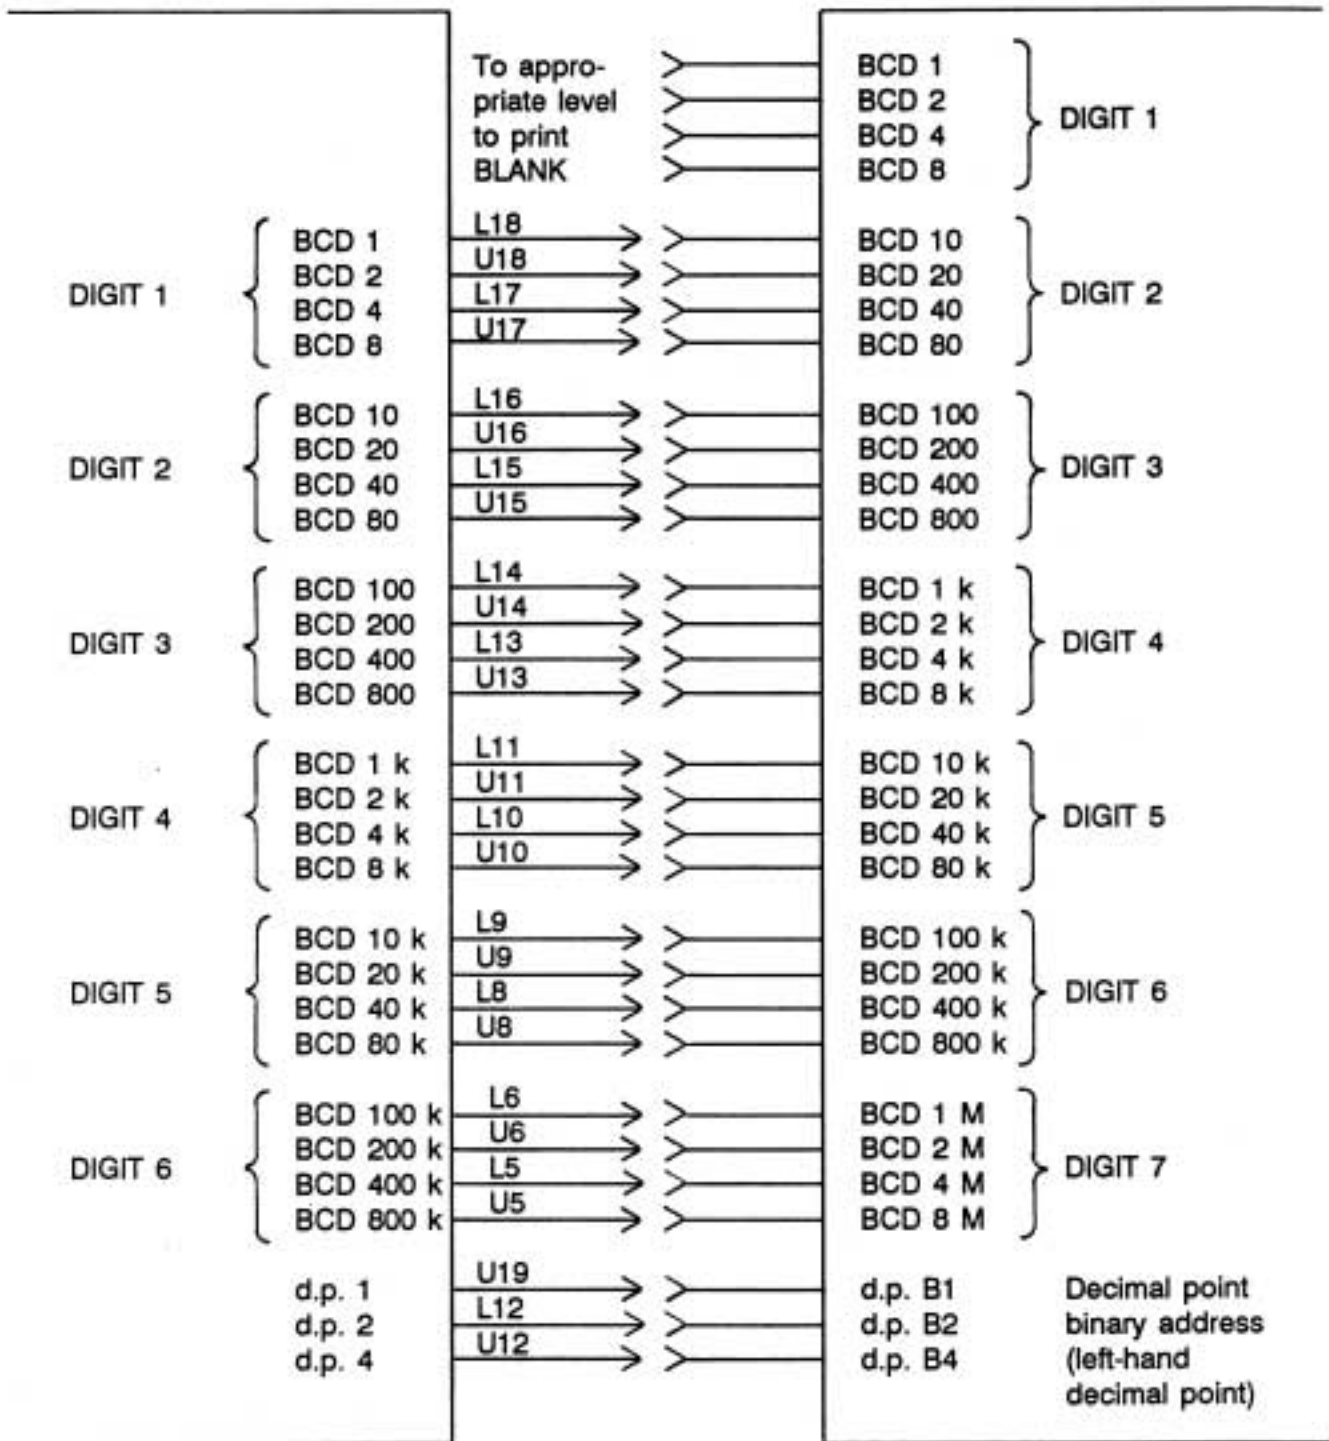 To appro- BCD 1
priate level BCD 2 DIGIT 1
to print BCD 4
BLANK BCD 8
BCD 1 L18 BCD 10
BCD 2 U18 BCD 20
DIGIT 1 BCD 4 L17 BCD 40 DIGIT 2
BCD 8 U17 BCD 80
BCD 10 L16 BCD 100
BCD 20 U16 BCD 200
DIGIT 2 BCD 40 L15 BCD 400 DIGIT 3
BCD 80 U15 BCD 800
BCD 100 L14 BCD 1 k
BCD 200 U14 BCD 2 k
DIGIT 3 BCD 400 L13 BCD 4 k DIGIT 4
BCD 800 U13 BCD 8 k
BCD 1 k L11 BCD 10 k
BCD 2 k U11 BCD 20 k
DIGIT 4 BCD 4 k L10 BCD 40 k DIGIT 5
BCD 8 k U10 BCD 80 k
BCD 10 k L9 BCD 100 k
BCD 20 k U9 BCD 200 k
DIGIT 5 BCD 40 k L8 BCD 400 k DIGIT 6
BCD 80 k U8 BCD 800 k
BCD 100 k L6 BCD 1 M
BCD 200 k U6 BCD 2 M
DIGIT 6 BCD 400 k L5 BCD 4 M DIGIT 7
BCD 800 k U5 BCD 8 M
d.p. 1 U19 d.p. B1 Decimal point
d.p. 2 L12 d.p. B2 binary address
d.p. 4 U12 d.p. B4 (left-hand
decimal point)